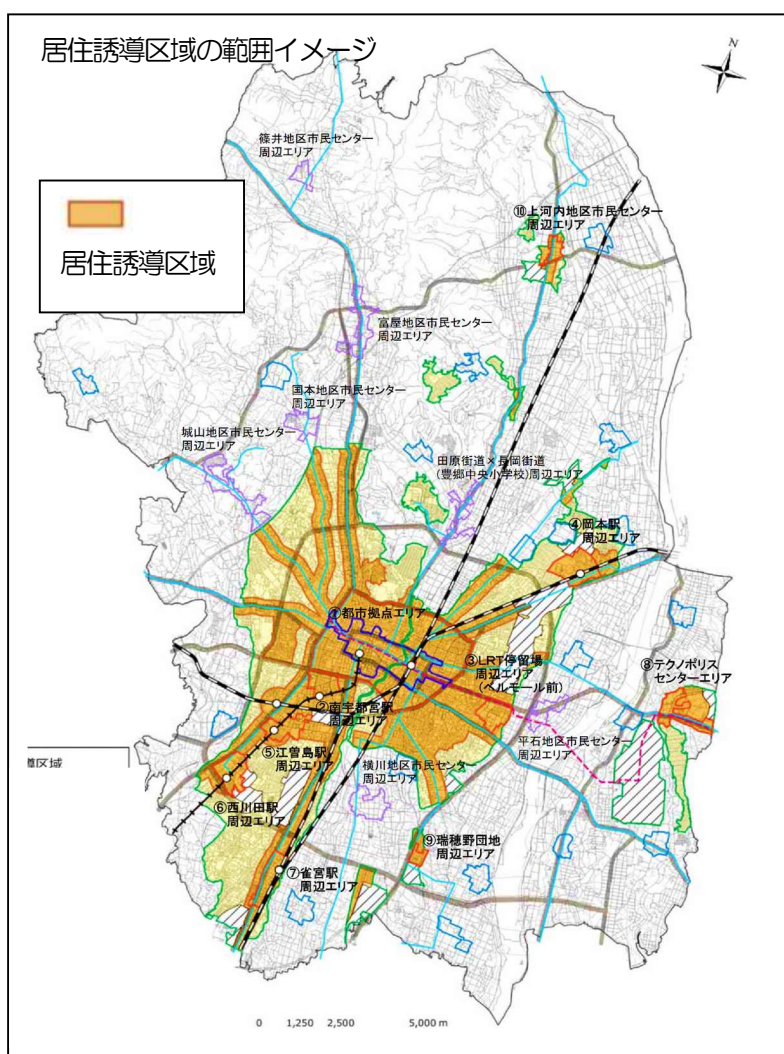 居住誘導区域の範囲イメージ
N
篠井地区市民センター
周辺エリア
居住誘導区域
⑩上河内地区市民センター
周辺エリア
富屋地区市民センター
周辺エリア
国本地区市民センター
周辺エリア
城山地区市民センター
周辺エリア
田原街道×長岡街道
(豊郷中央小学校)周辺エリア
④岡本駅
周辺エリア
①都市拠点エリア
③LRT停留場
周辺エリア
(ベルモール前)
⑧テクノポリス
センターエリア
②南宇都宮駅
周辺エリア
平石地区市民センター
周辺エリア
⑤江曽島駅
周辺エリア
横川地区市民センター
周辺エリア
導区域
⑥西川田駅
周辺エリア
⑨瑞穂野団地
周辺エリア
⑦雀宮駅
周辺エリア
0 1,250 2,500 5,000 m